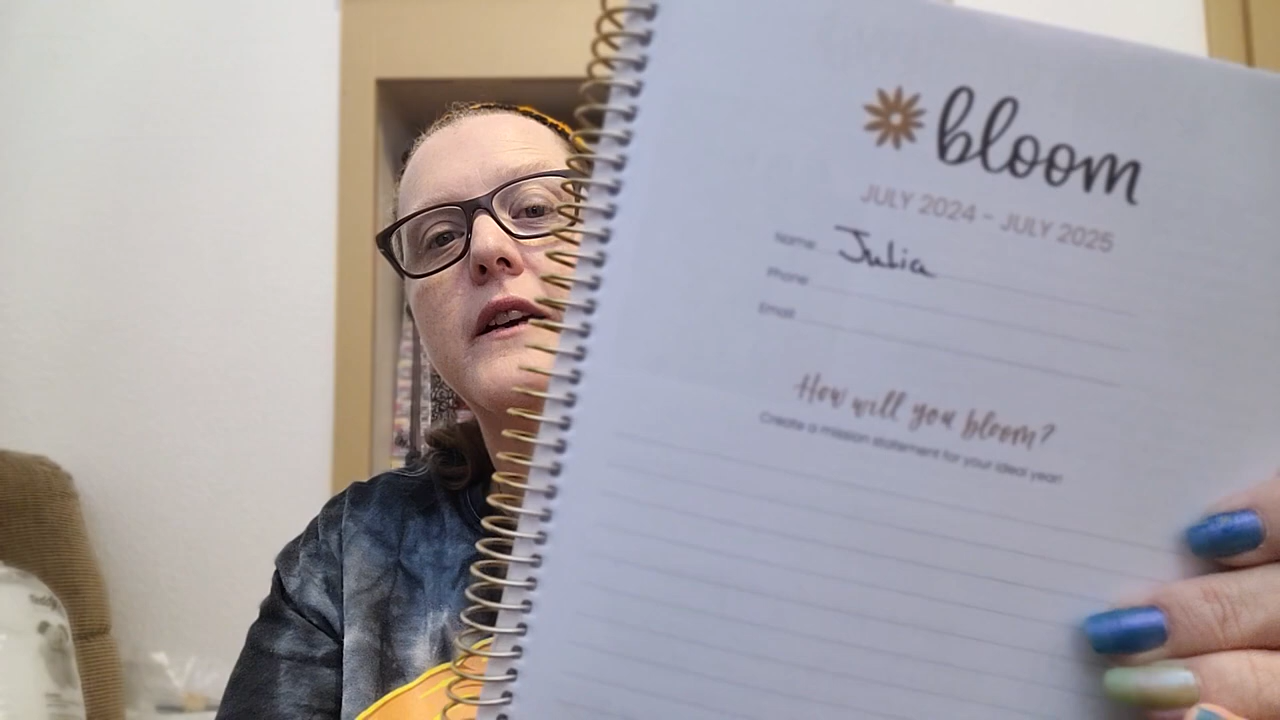 bloom
JULY 2024 - JULY 2025
Name Julia
Phone
Email
How will you bloom?
Create a mission statement for your ideal year!